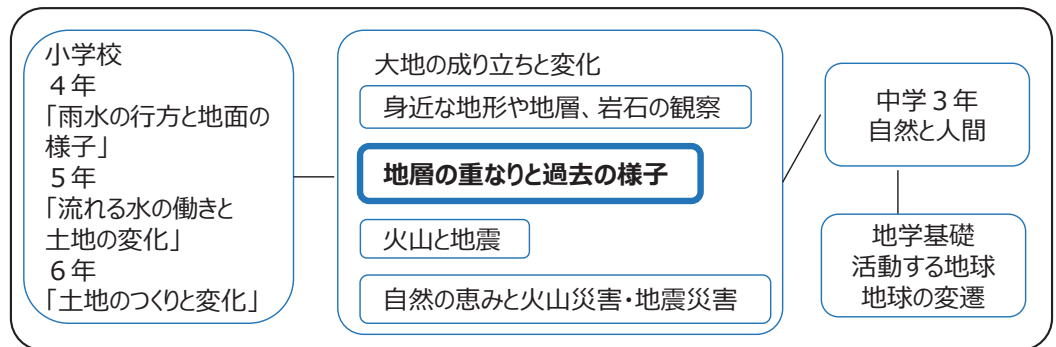 小学校
４年
「雨水の行方と地面の
様子」
５年
「流れる水の働きと
土地の変化」
６年
「土地のつくりと変化」
大地の成り立ちと変化
身近な地形や地層、岩石の観察
地層の重なりと過去の様子
火山と地震
自然の恵みと火山災害・地震災害
中学３年
自然と人間
地学基礎
活動する地球
地球の変遷